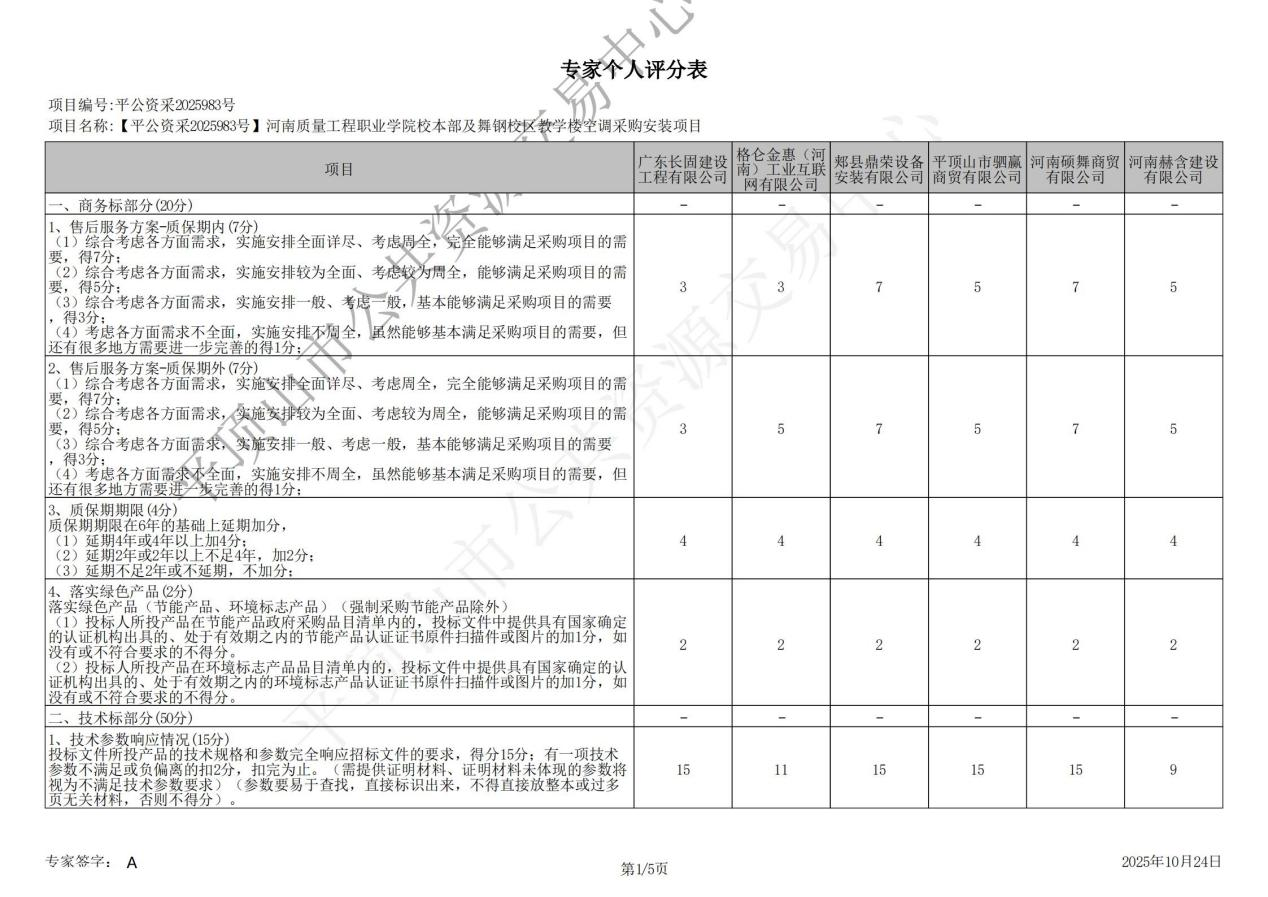 专家个人评分表
项目编号:平公资采2025983号
项目名称:【平公资采2025983号】河南质量工程职业学院校本部及舞钢校区教学楼空调采购安装项目
项目
广东长固建设
工程有限公司
格仑金惠（河
南）工业互联
网有限公司
郏县鼎荣设备
安装有限公司
平顶山市驷赢
商贸有限公司
河南硕舞商贸
有限公司
河南赫含建设
有限公司
一、商务标部分(20分)
－ － － － － －
1、售后服务方案-质保期内(7分)
（1）综合考虑各方面需求，实施安排全面详尽、考虑周全，完全能够满足采购项目的需
要，得7分；
（2）综合考虑各方面需求，实施安排较为全面、考虑较为周全，能够满足采购项目的需
要，得5分；
（3）综合考虑各方面需求，实施安排一般、考虑一般，基本能够满足采购项目的需要
，得3分；
（4）考虑各方面需求不全面，实施安排不周全，虽然能够基本满足采购项目的需要，但
还有很多地方需要进一步完善的得1分；
3 3 7 5 7 5
2、售后服务方案-质保期外(7分)
（1）综合考虑各方面需求，实施安排全面详尽、考虑周全，完全能够满足采购项目的需
要，得7分；
（2）综合考虑各方面需求，实施安排较为全面、考虑较为周全，能够满足采购项目的需
要，得5分；
（3）综合考虑各方面需求，实施安排一般、考虑一般，基本能够满足采购项目的需要
，得3分；
（4）考虑各方面需求不全面，实施安排不周全，虽然能够基本满足采购项目的需要，但
还有很多地方需要进一步完善的得1分；
3 5 7 5 7 5
3、质保期期限(4分)
质保期期限在6年的基础上延期加分，
（1）延期4年或4年以上加4分；
（2）延期2年或2年以上不足4年，加2分；
（3）延期不足2年或不延期，不加分；
4 4 4 4 4 4
4、落实绿色产品(2分)
落实绿色产品（节能产品、环境标志产品）（强制采购节能产品除外）
（1）投标人所投产品在节能产品政府采购品目清单内的，投标文件中提供具有国家确定
的认证机构出具的、处于有效期之内的节能产品认证证书原件扫描件或图片的加1分，如
没有或不符合要求的不得分。
（2）投标人所投产品在环境标志产品品目清单内的，投标文件中提供具有国家确定的认
证机构出具的、处于有效期之内的环境标志产品认证证书原件扫描件或图片的加1分，如
没有或不符合要求的不得分。
2 2 2 2 2 2
二、技术标部分(50分)
－ － － － － －
1、技术参数响应情况(15分)
投标文件所投产品的技术规格和参数完全响应招标文件的要求，得分15分；有一项技术
参数不满足或负偏离的扣2分，扣完为止。（需提供证明材料、证明材料未体现的参数将
视为不满足技术参数要求）（参数要易于查找，直接标识出来，不得直接放整本或过多
页无关材料，否则不得分）。
15 11 15 15 15 9
专家签字： A
第1/5页
2025年10月24日
平顶山市公共资源交易中心
平顶山市公共资源交易中心